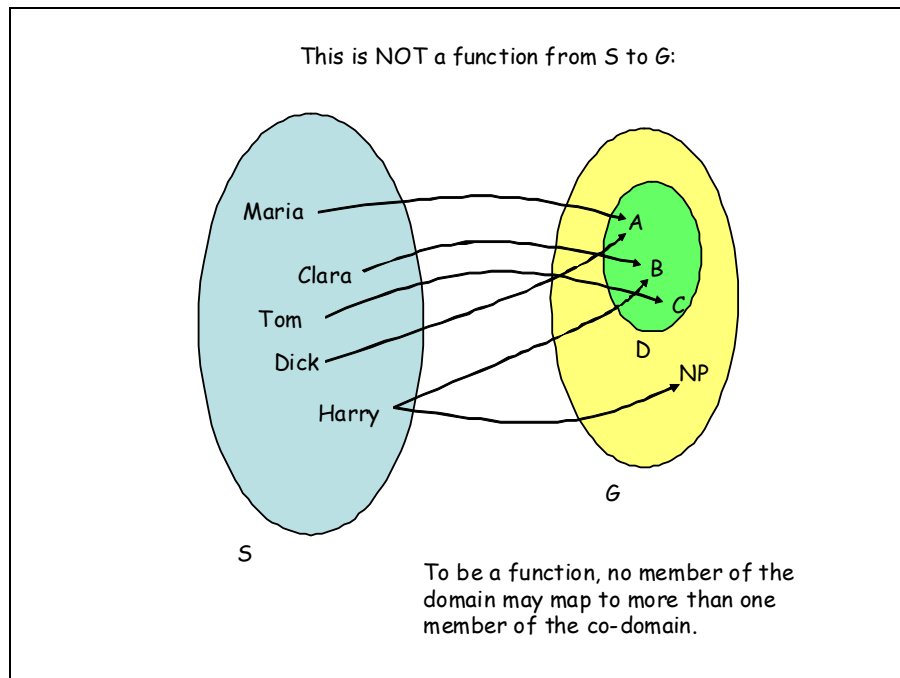 This is NOT a function from S to G:
Maria
A
Clara
B
Tom
C
Dick
D
NP
Harry
G
S
To be a function, no member of the
domain may map to more than one
member of the co-domain.